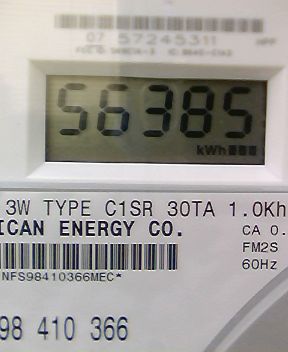 07 57245311
56385
kWh
3W TYPE C1SR 30TA 1.0Kh
ICAN ENERGY CO.
CA 0.
FM2S
60Hz
NFS98410366MEC*
98 410 366